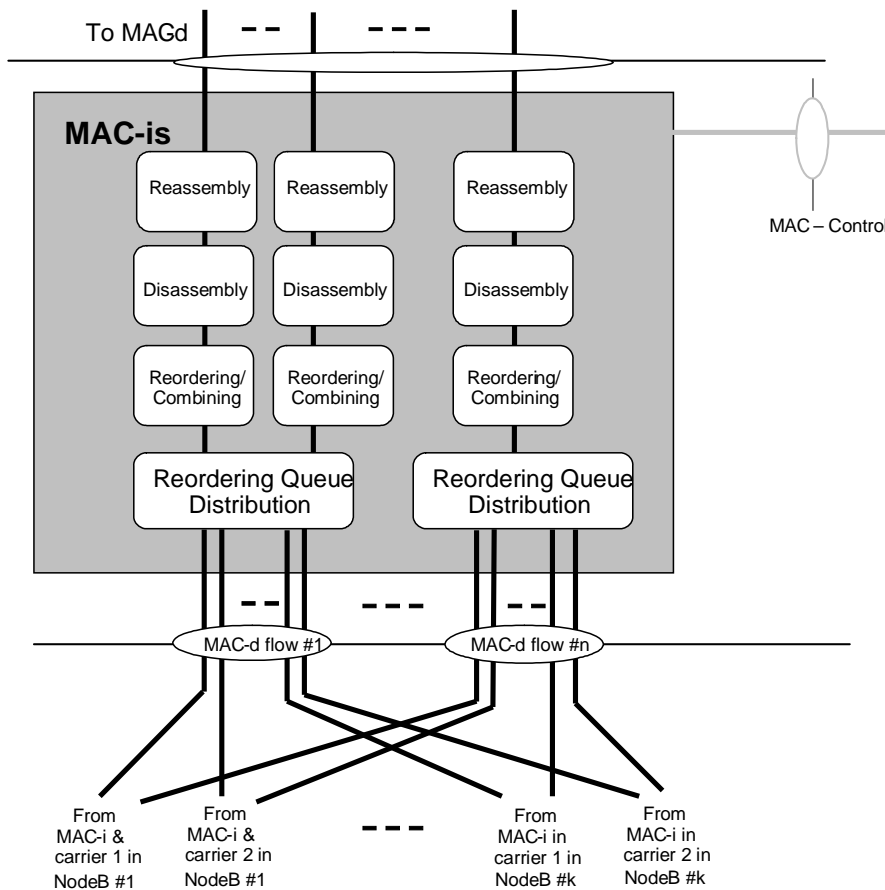 To MAGd
MAC-is
Reassembly
Reassembly
Reassembly
MAC – Control
Disassembly
Disassembly
Disassembly
Reordering/
Combining
Reordering/
Combining
Reordering/
Combining
Reordering Queue
Distribution
Reordering Queue
Distribution
MAC-d flow #1
MAC-d flow #n
From
MAC-i &
carrier 1 in
NodeB #1
From
MAC-i &
carrier 2 in
NodeB #1
From
MAC-i in
carrier 1 in
NodeB #k
From
MAC-i in
carrier 2 in
NodeB #k